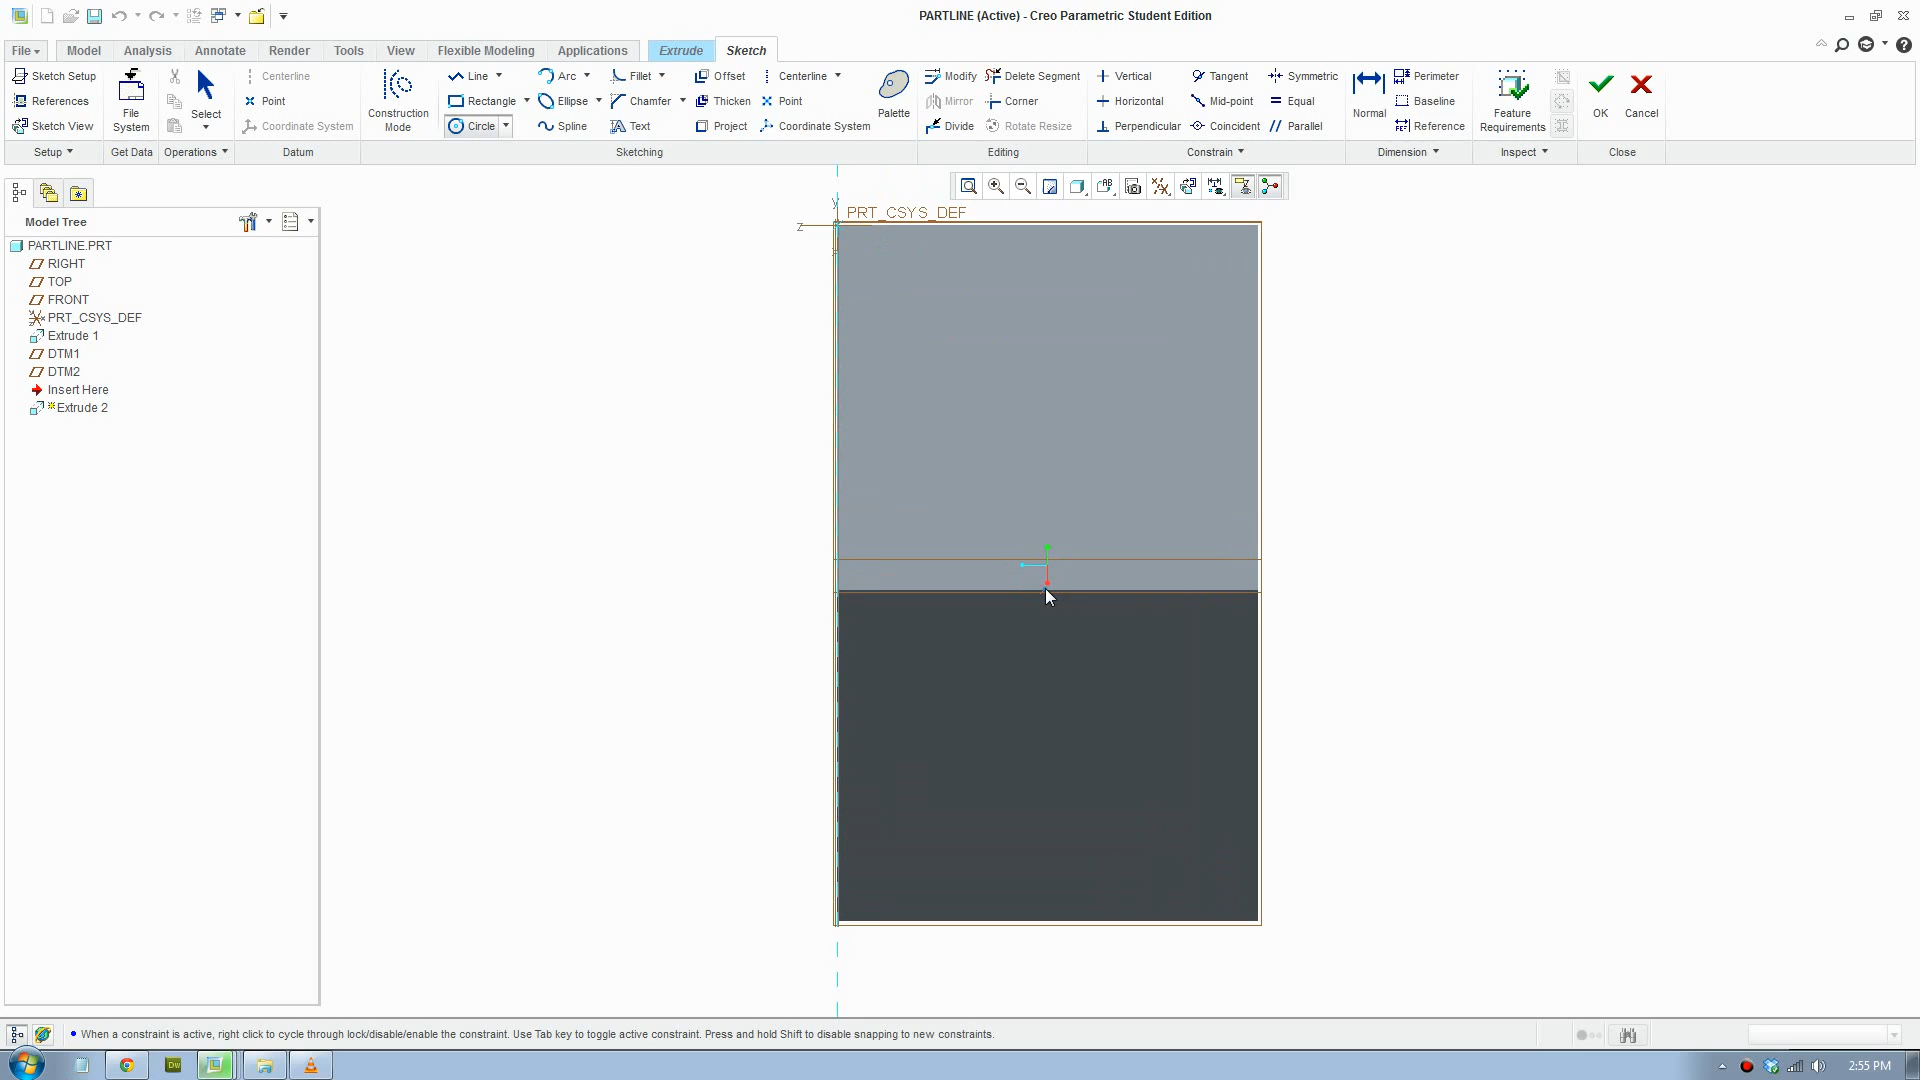 PARTLINE (Active) - Creo Parametric Student Edition
File Model Analysis Annotate Render Tools View Flexible Modeling Applications Extrude Sketch
Sketch Setup
References
Sketch View
Setup
File System
Get Data
Select
Operations
Centerline
Point
Coordinate System
Datum
Construction Mode
Line Arc Fillet Offset Centerline
Rectangle Ellipse Chamfer Thicken Point
Circle Spline Text Project Coordinate System
Palette
Sketching
Modify Delete Segment
Mirror Corner
Divide Rotate Resize
Editing
Vertical Tangent Symmetric
Horizontal Mid-point Equal
Perpendicular Coincident Parallel
Constrain
Normal
Perimeter
Baseline
Reference
Dimension
Feature Requirements
Inspect
OK Cancel
Close
Model Tree
PARTLINE.PRT
RIGHT
TOP
FRONT
PRT_CSYS_DEF
Extrude 1
DTM1
DTM2
Insert Here
Extrude 2
y
PRT_CSYS_DEF
z
When a constraint is active, right click to cycle through lock/disable/enable the constraint. Use Tab key to toggle active constraint. Press and hold Shift to disable snapping to new constraints.
Dw
2:55 PM